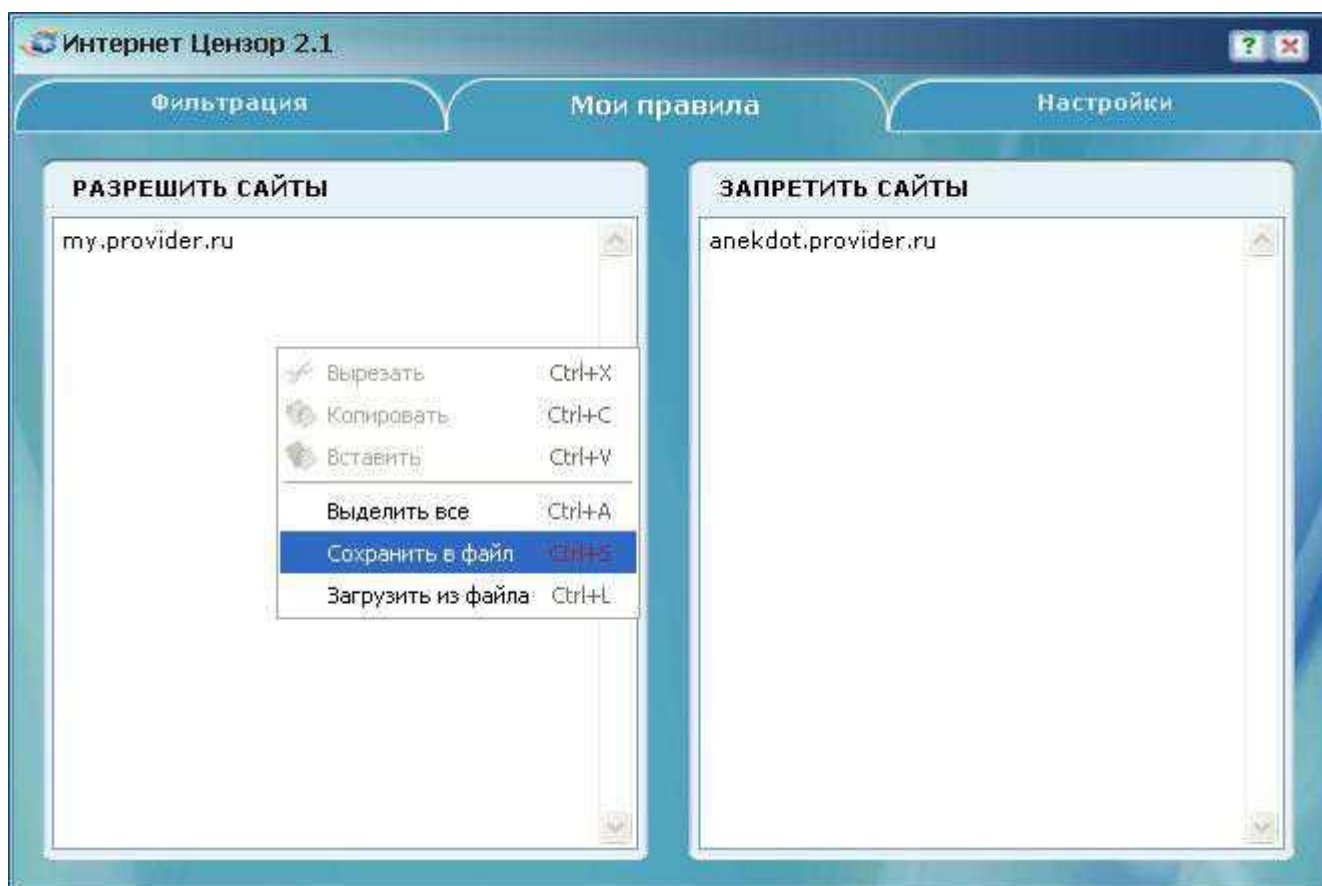 Интернет Цензор 2.1
?
Фильтрация
Мои правила
Настройки
РАЗРЕШИТЬ САЙТЫ
my.provider.ru
Вырезать Ctrl+X
Копировать Ctrl+C
Вставить Ctrl+V
Выделить все Ctrl+A
Сохранить в файл Ctrl+S
Загрузить из файла Ctrl+L
ЗАПРЕТИТЬ САЙТЫ
anekdot.provider.ru